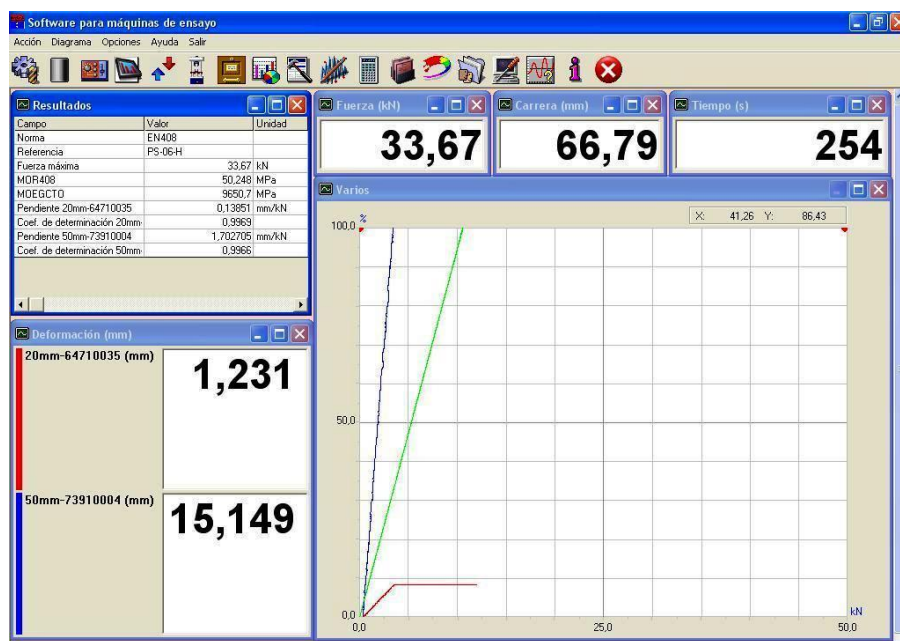 Software para máquinas de ensayo
Acción Diagrama Opciones Ayuda Salir
Resultados
Campo Valor Unidad
Norma EN408
Referencia PS-06-H
Fuerza máxima 33,67 kN
MOR408 50,248 MPa
MOEGCTO 9650,7 MPa
Pendiente 20mm-64710035 0,13851 mm/kN
Coef. de determinación 20mm- 0,9969
Pendiente 50mm-73910004 1,702705 mm/kN
Coef. de determinación 50mm- 0,9966
Fuerza (kN)
33,67
Carrera (mm)
66,79
Tiempo (s)
254
Deformación (mm)
20mm-64710035 (mm)
1,231
50mm-73910004 (mm)
15,149
Varios
X: 41,26 Y: 86,43
%
100,0
50,0
0,0
0,0 25,0 50,0
kN